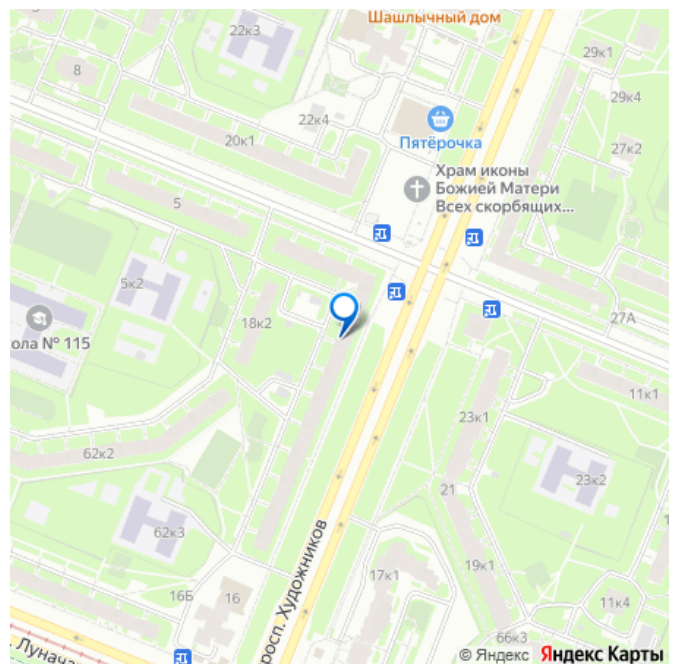 Шашлычный дом
22к3
29к1
8
29к4
22к4
Пятёрочка
20к1
27к2
Храм иконы
Божией Матери
Всех скорбящих...
5
5к2
27А
18к2
ола № 115
11к1
23к1
62к2
23к2
21
62к3
просп. Художников
19к1
17к1
16Б
16
11к4
66к3
Луначар
© Яндекс Яндекс Карты